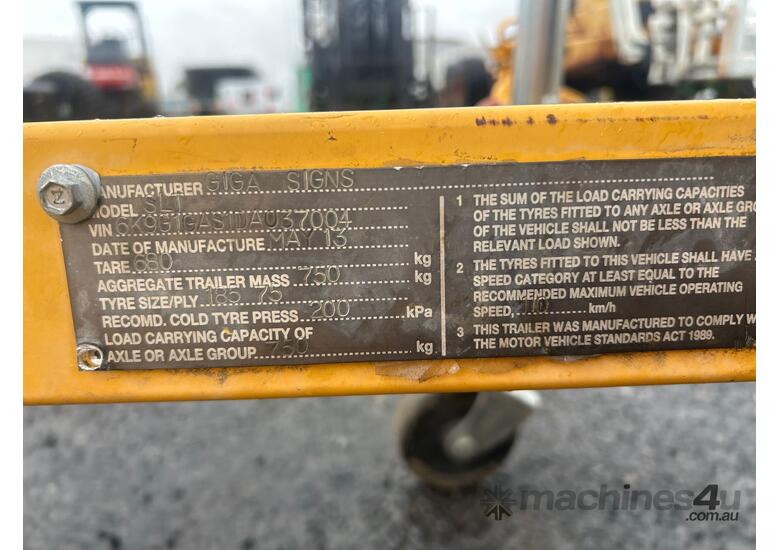 MANUFACTURER GIGA SIGNS
MODEL SL1
VIN 6K9G1GAS1DAU37004
DATE OF MANUFACTURE MAY 13
TARE 680 kg
AGGREGATE TRAILER MASS 750 kg
TYRE SIZE/PLY 185 75
RECOMD. COLD TYRE PRESS. 200 kPa
LOAD CARRYING CAPACITY OF
AXLE OR AXLE GROUP 750 kg
1 THE SUM OF THE LOAD CARRYING CAPACITIES
OF THE TYRES FITTED TO ANY AXLE OR AXLE GRO
OF THE VEHICLE SHALL NOT BE LESS THAN THE
RELEVANT LOAD SHOWN.
2 THE TYRES FITTED TO THIS VEHICLE SHALL HAVE
SPEED CATEGORY AT LEAST EQUAL TO THE
RECOMMENDED MAXIMUM VEHICLE OPERATING
SPEED, 110 km/h
3 THIS TRAILER WAS MANUFACTURED TO COMPLY W
THE MOTOR VEHICLE STANDARDS ACT 1989.
machines4u
.com.au